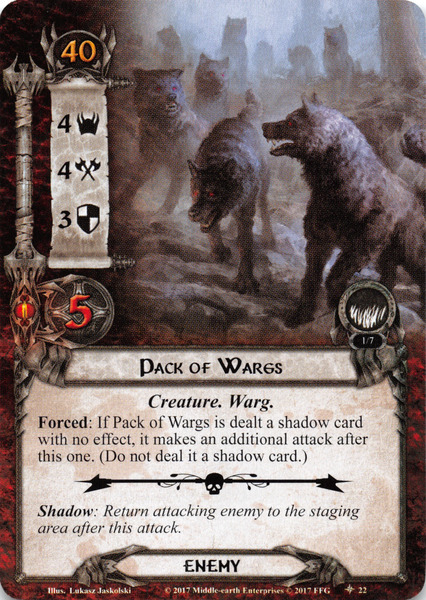 40
4
4
3
5
1/7
Pack of Wargs
Creature. Warg.
Forced: If Pack of Wargs is dealt a shadow card
with no effect, it makes an additional attack after
this one. (Do not deal it a shadow card.)
Shadow: Return attacking enemy to the staging
area after this attack.
ENEMY
Illus. Lukasz Jaskolski © 2017 Middle-earth Enterprises © 2017 FFG 22